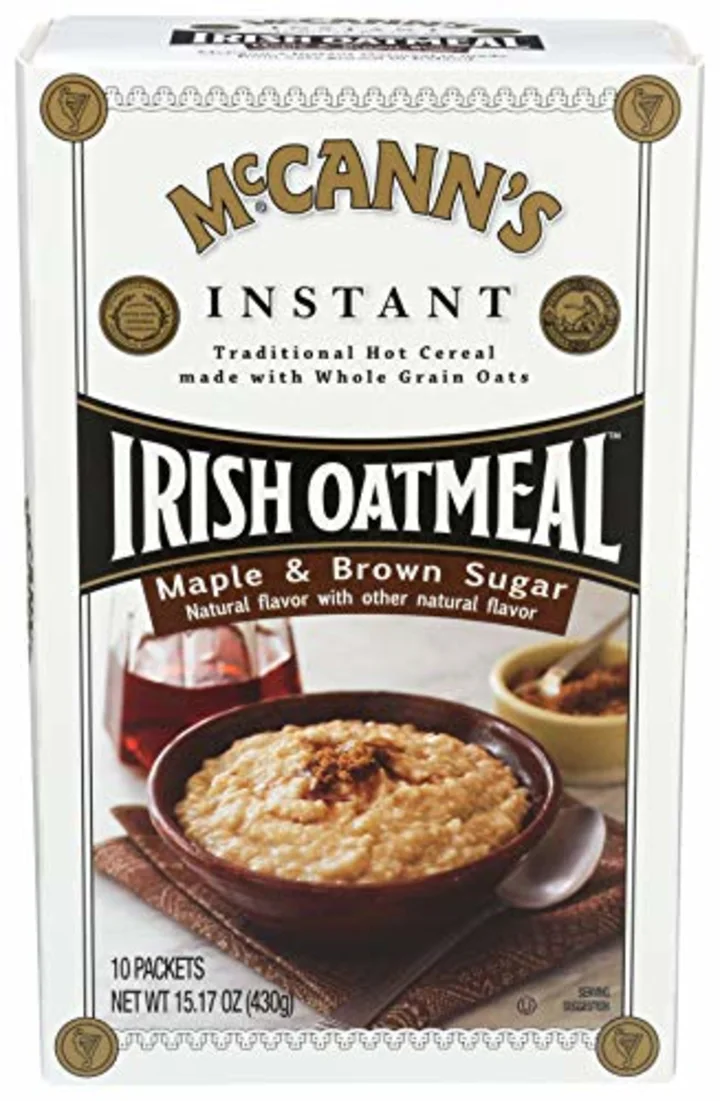 McCANN'S
IRISH OATMEAL
McCANN'S®
INSTANT
Traditional Hot Cereal
made with Whole Grain Oats
IRISH OATMEAL™
Maple & Brown Sugar
Natural flavor with other natural flavor
10 PACKETS
NET WT 15.17 OZ (430g)
U
SERVING
SUGGESTION